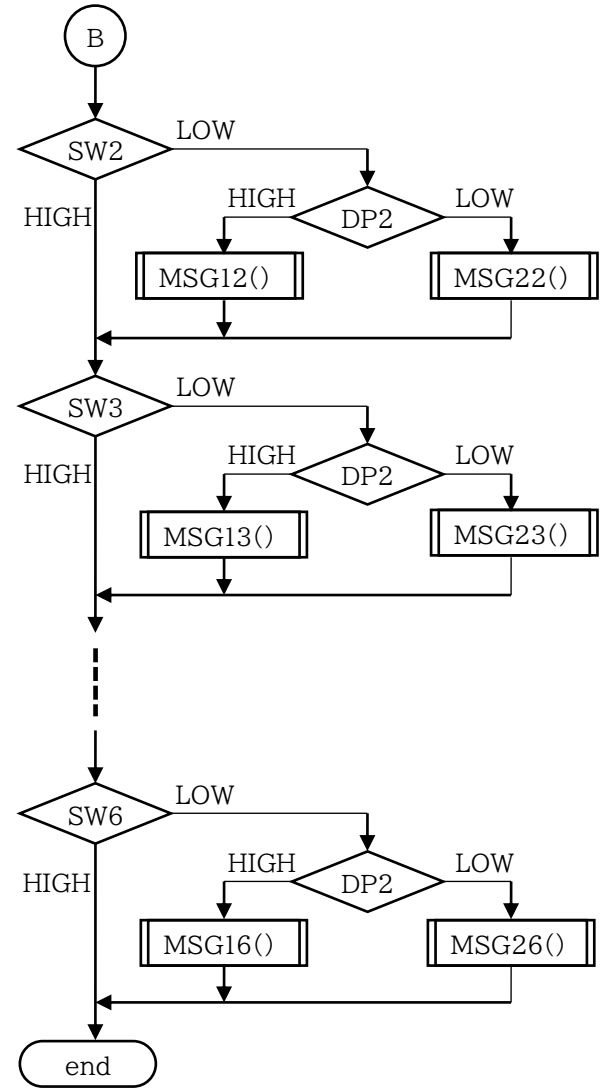 B
SW2
LOW
HIGH
HIGH
DP2
LOW
MSG12()
MSG22()
SW3
LOW
HIGH
HIGH
DP2
LOW
MSG13()
MSG23()
SW6
LOW
HIGH
HIGH
DP2
LOW
MSG16()
MSG26()
end